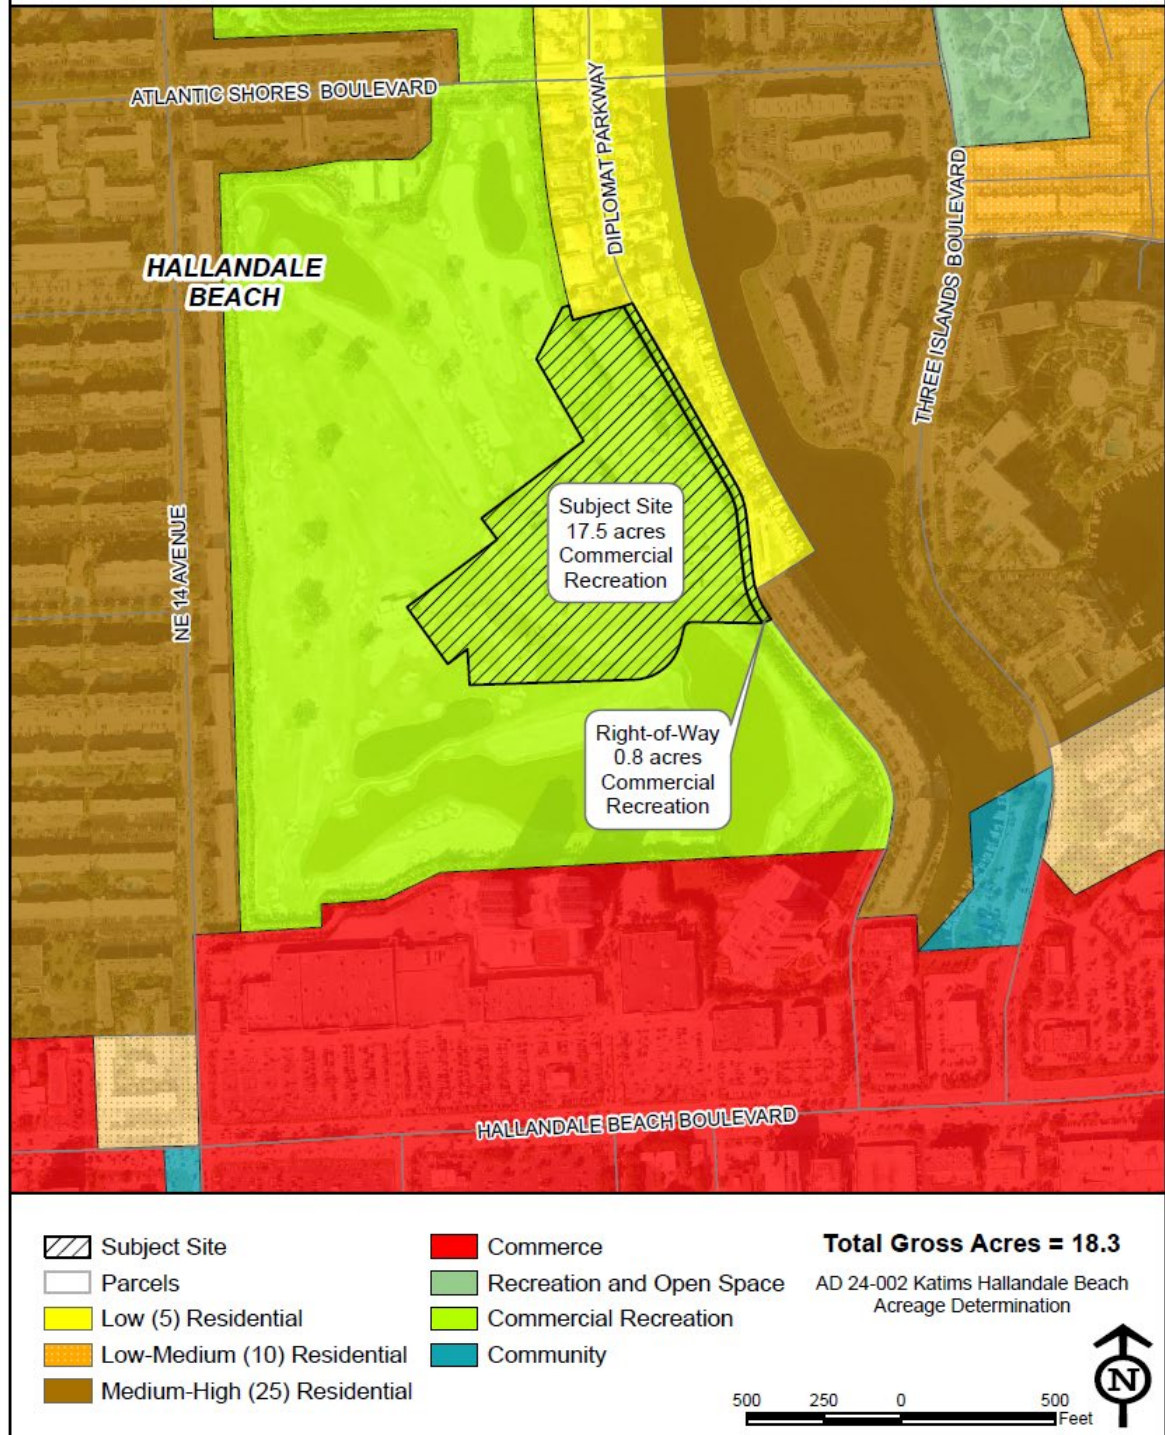 ATLANTIC SHORES BOULEVARD
DIPLOMAT PARKWAY
THREE ISLANDS BOULEVARD
HALLANDALE
BEACH
NE 14 AVENUE
Subject Site
17.5 acres
Commercial
Recreation
Right-of-Way
0.8 acres
Commercial
Recreation
HALLANDALE BEACH BOULEVARD
Subject Site
Parcels
Low (5) Residential
Low-Medium (10) Residential
Medium-High (25) Residential
Commerce
Recreation and Open Space
Commercial Recreation
Community
Total Gross Acres = 18.3
AD 24-002 Katims Hallandale Beach
Acreage Determination
N
500 250 0 500
Feet